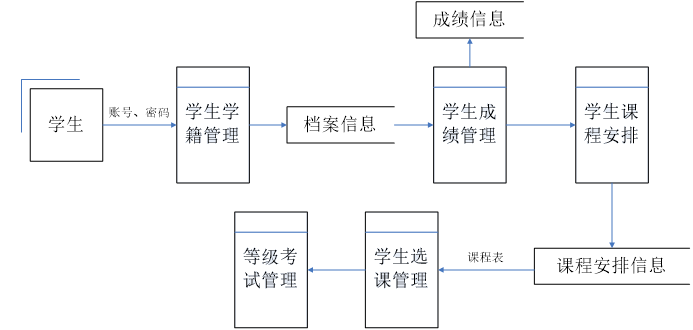 成绩信息
学生
账号、密码
学生学
籍管理
档案信息
学生成
绩管理
学生课
程安排
等级考
试管理
学生选
课管理
课程表
课程安排信息